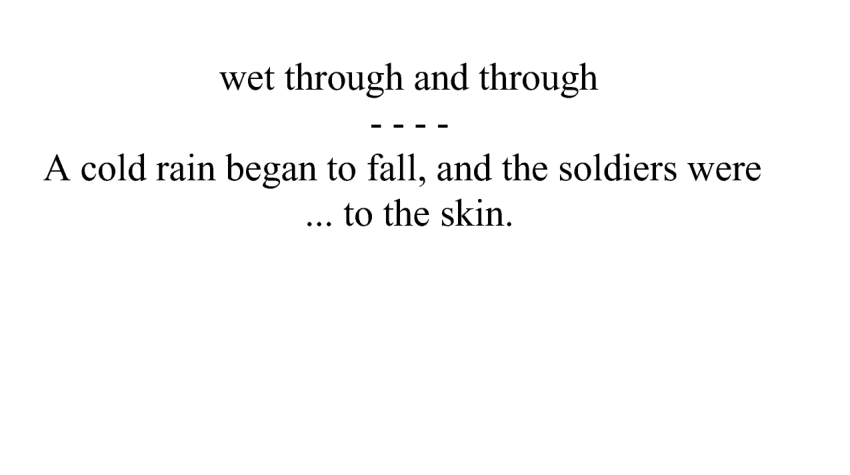 wet through and through
- - - -
A cold rain began to fall, and the soldiers were
... to the skin.